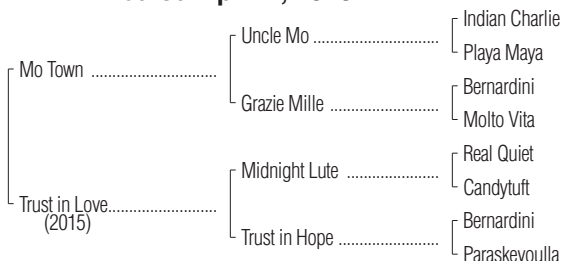 Indian Charlie
Uncle Mo ..............................
Playa Maya
Mo Town ..............................
Bernardini
Grazie Mille ..........................
Molto Vita
Real Quiet
Midnight Lute ......................
Candytuft
Trust in Love..........................
(2015)
Bernardini
Trust in Hope ........................
Paraskevoulla